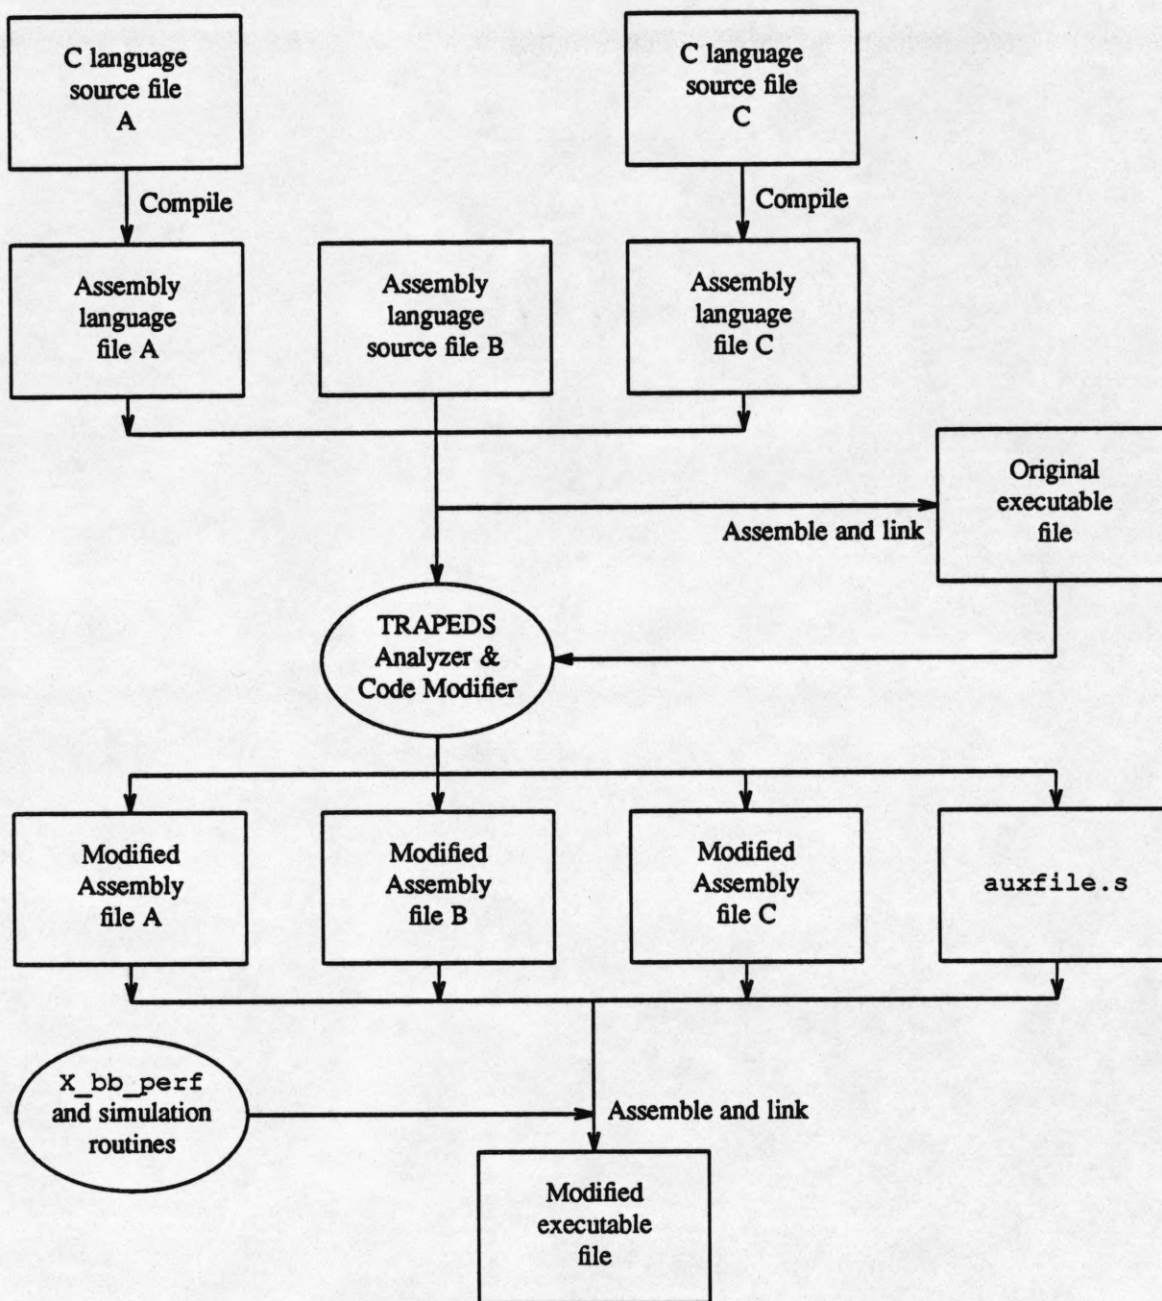 C language
source file
A
C language
source file
C
Compile
Compile
Assembly
language
file A
Assembly
language
source file B
Assembly
language
file C
Original
executable
file
Assemble and link
TRAPEDS
Analyzer &
Code Modifier
Modified
Assembly
file A
Modified
Assembly
file B
Modified
Assembly
file C
auxfile.s
X_bb_perf
and simulation
routines
Assemble and link
Modified
executable
file